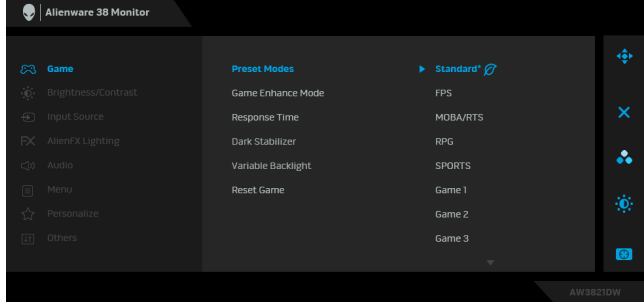 Alienware 38 Monitor
Game
Preset Modes
Standard*
Brightness/Contrast
Game Enhance Mode
FPS
Input Source
Response Time
MOBA/RTS
FX
AlienFX Lighting
Dark Stabilizer
RPG
Audio
Variable Backlight
SPORTS
Menu
Reset Game
Game 1
Personalize
Game 2
Others
Game 3
AW3821DW